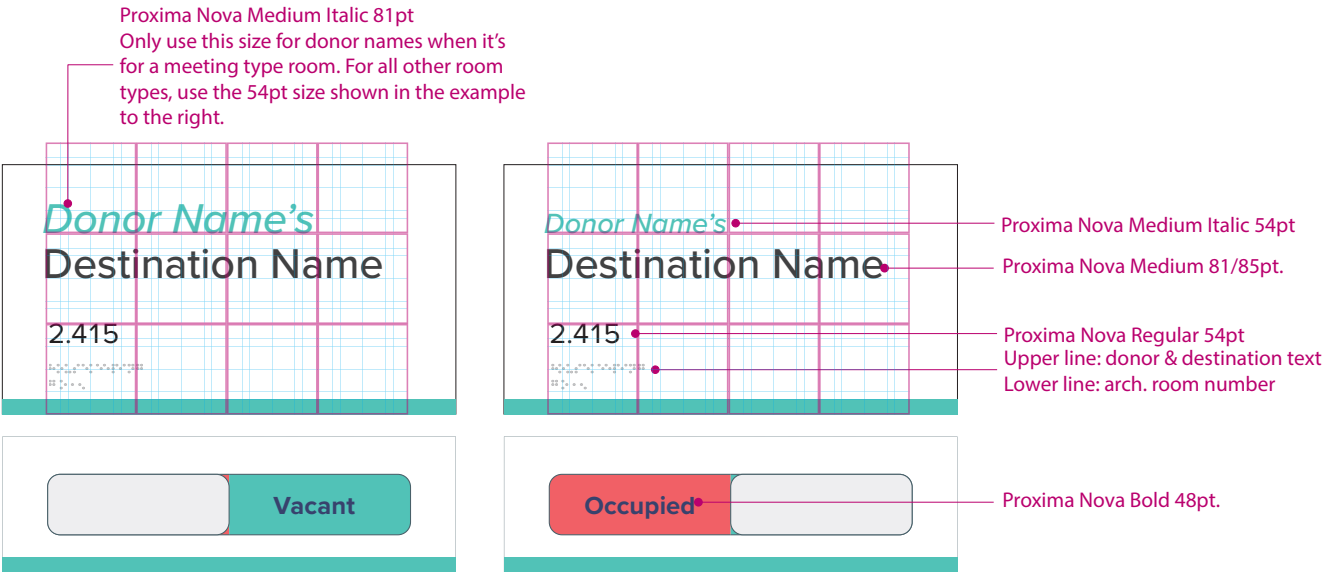 Proxima Nova Medium Italic 81pt
Only use this size for donor names when it's
for a meeting type room. For all other room
types, use the 54pt size shown in the example
to the right.
Donor Name's
Destination Name
2.415
Donor Name's
Destination Name
2.415
Proxima Nova Medium Italic 54pt
Proxima Nova Medium 81/85pt.
Proxima Nova Regular 54pt
Upper line: donor & destination text
Lower line: arch. room number
Vacant
Occupied
Proxima Nova Bold 48pt.